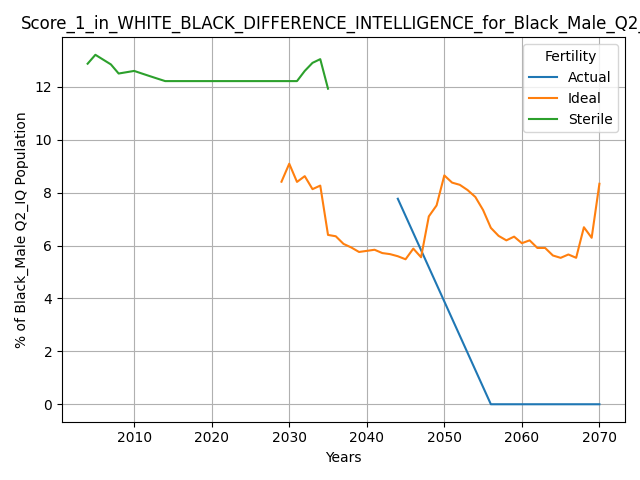 Score_1_in_WHITE_BLACK_DIFFERENCE_INTELLIGENCE_for_Black_Male_Q2_
Fertility
Actual
Ideal
Sterile
% of Black_Male Q2_IQ Population
12
10
8
6
4
2
0
2010 2020 2030 2040 2050 2060 2070
Years